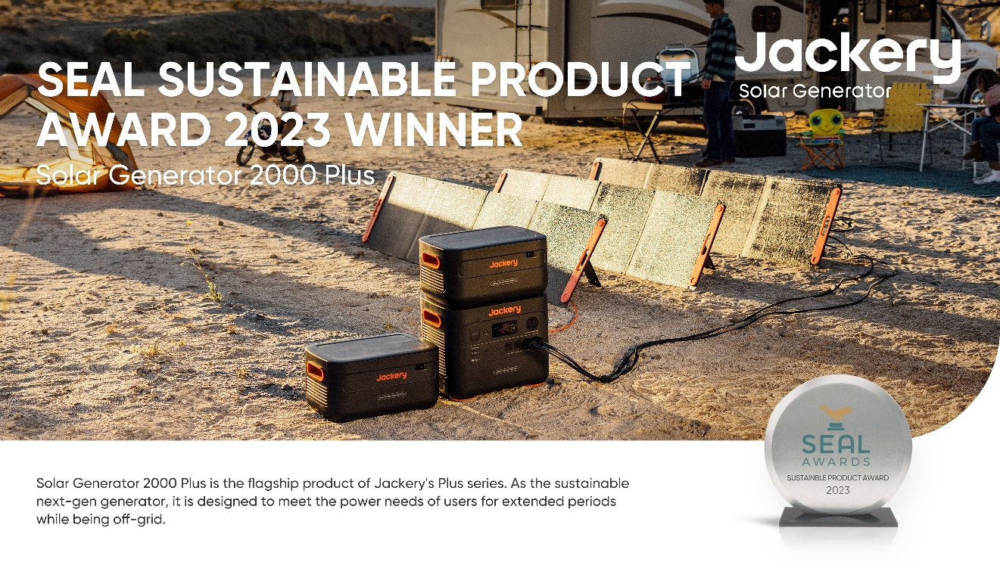 SEAL SUSTAINABLE PRODUCT
AWARD 2023 WINNER
Solar Generator 2000 Plus
Jackery
Solar Generator
Jackery
Jackery
Jackery
Solar Generator 2000 Plus is the flagship product of Jackery's Plus series. As the sustainable
next-gen generator, it is designed to meet the power needs of users for extended periods
while being off-grid.
SEAL
AWARDS
SUSTAINBLE PRODUCT AWARD
2023